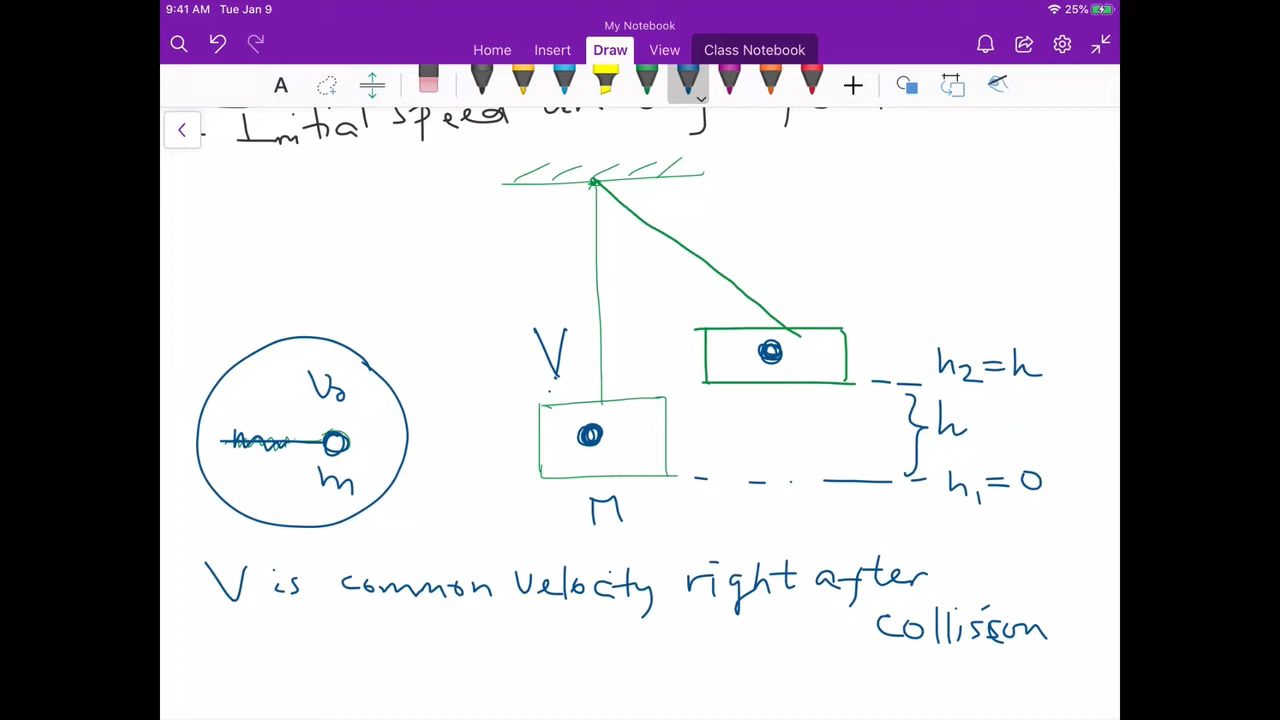 9:41 AM Tue Jan 9
25%
My Notebook
Home Insert Draw View Class Notebook
A
Initial speed
V
h₂ = h
V₀
h
m
h₁ = 0
M
V is common velocity right after
collision